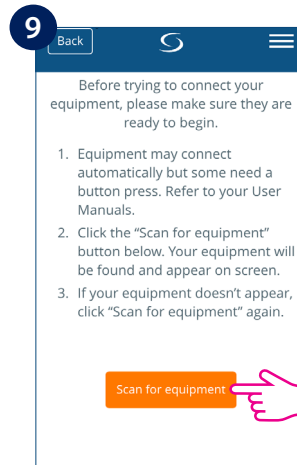 9
Back
Before trying to connect your
equipment, please make sure they are
ready to begin.
1. Equipment may connect
automatically but some need a
button press. Refer to your User
Manuals.
2. Click the “Scan for equipment”
button below. Your equipment will
be found and appear on screen.
3. If your equipment doesn’t appear,
click “Scan for equipment” again.
Scan for equipment